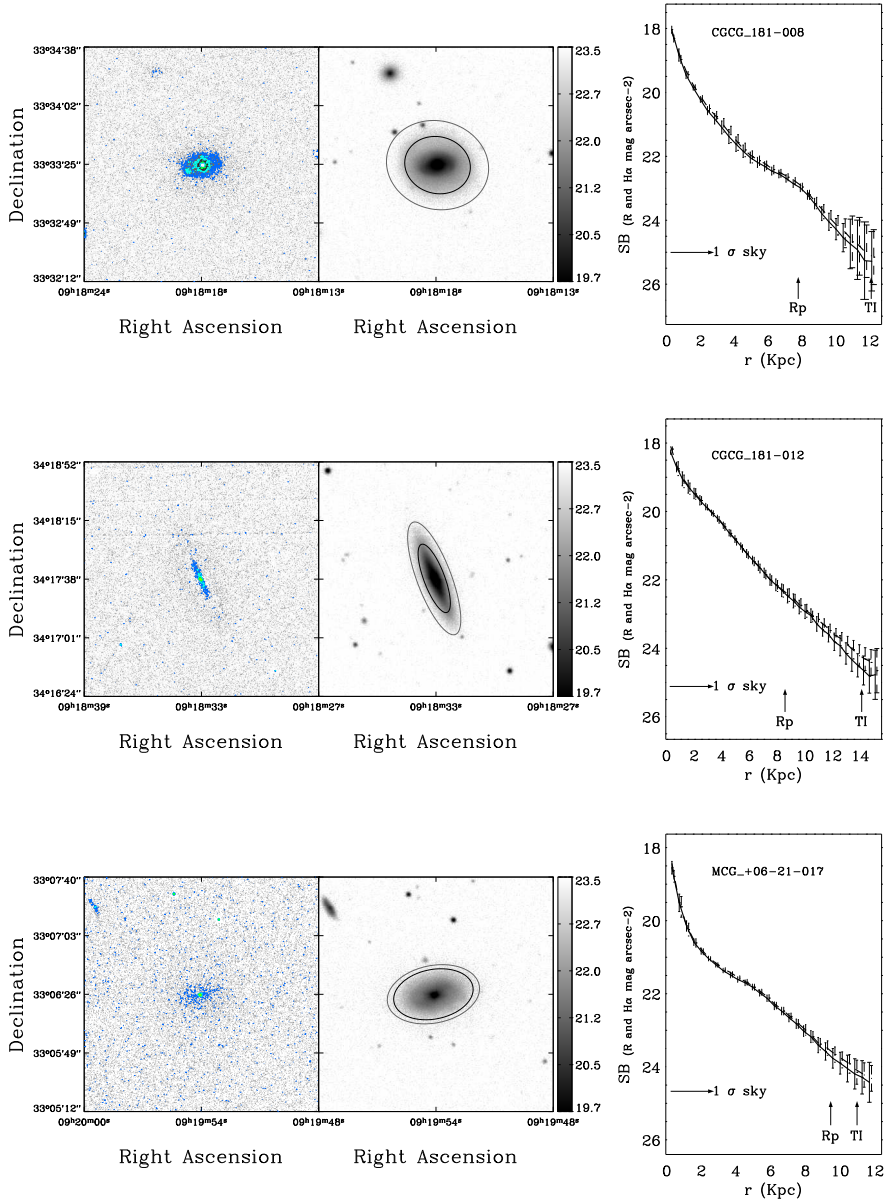 33°34'38"
33°34'02"
33°33'25"
33°32'49"
33°32'12"
Declination
09ʰ18ᵐ24ˢ
09ʰ18ᵐ18ˢ
09ʰ18ᵐ13ˢ
09ʰ18ᵐ18ˢ
09ʰ18ᵐ13ˢ
Right Ascension
Right Ascension
23.5
22.7
22.0
21.2
20.5
19.7
CGCG_181-008
SB (R and Hα mag arcsec-2)
18
20
22
24
26
1 σ sky
Rp
Tl
0 2 4 6 8 10 12
r (Kpc)
34°18'52"
34°18'15"
34°17'38"
34°17'01"
34°16'24"
Declination
09ʰ18ᵐ39ˢ
09ʰ18ᵐ33ˢ
09ʰ18ᵐ27ˢ
09ʰ18ᵐ33ˢ
09ʰ18ᵐ27ˢ
Right Ascension
Right Ascension
23.5
22.7
22.0
21.2
20.5
19.7
CGCG_181-012
SB (R and Hα mag arcsec-2)
18
20
22
24
26
1 σ sky
Rp
Tl
0 2 4 6 8 10 12 14
r (Kpc)
33°07'40"
33°07'03"
33°06'26"
33°05'49"
33°05'12"
Declination
09ʰ20ᵐ00ˢ
09ʰ19ᵐ54ˢ
09ʰ19ᵐ48ˢ
09ʰ19ᵐ54ˢ
09ʰ19ᵐ48ˢ
Right Ascension
Right Ascension
23.5
22.7
22.0
21.2
20.5
19.7
MCG_+06-21-017
SB (R and Hα mag arcsec-2)
18
20
22
24
26
1 σ sky
Rp
Tl
0 2 4 6 8 10 12
r (Kpc)